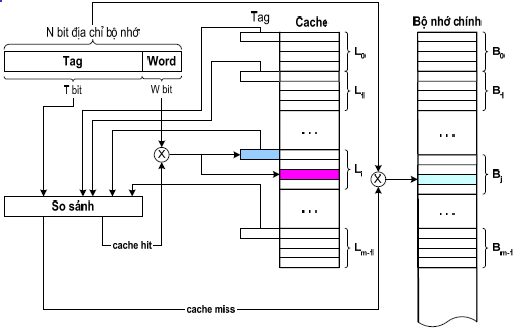 N bit địa chỉ bộ nhớ
Tag
Cache
Bộ nhớ chính
Tag
Word
T bit
W bit
L0
B0
L1
B1
...
...
X
Li
X
Bj
So sánh
...
...
cache hit
Lm-1
Bm-1
cache miss